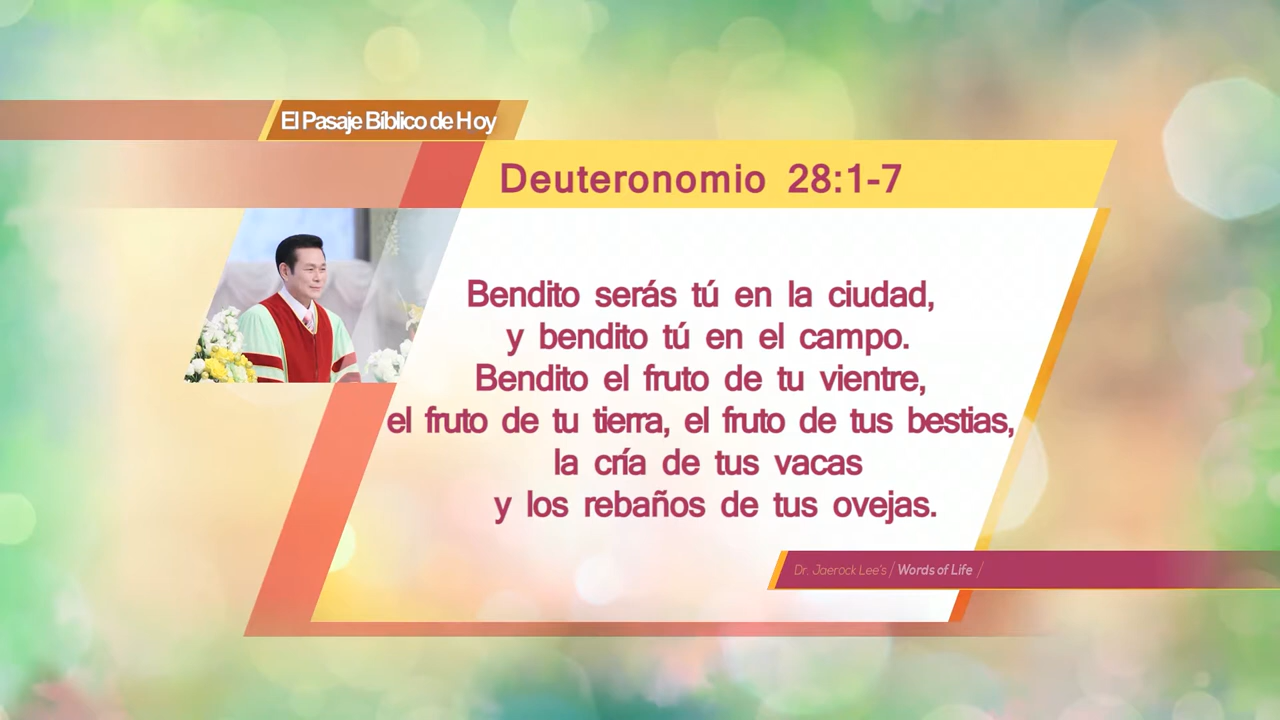 El Pasaje Bíblico de Hoy
Deuteronomio 28:1-7
Bendito serás tú en la ciudad,
y bendito tú en el campo.
Bendito el fruto de tu vientre,
el fruto de tu tierra, el fruto de tus bestias,
la cría de tus vacas
y los rebaños de tus ovejas.
Dr. Jaerock Lee's / Words of Life /